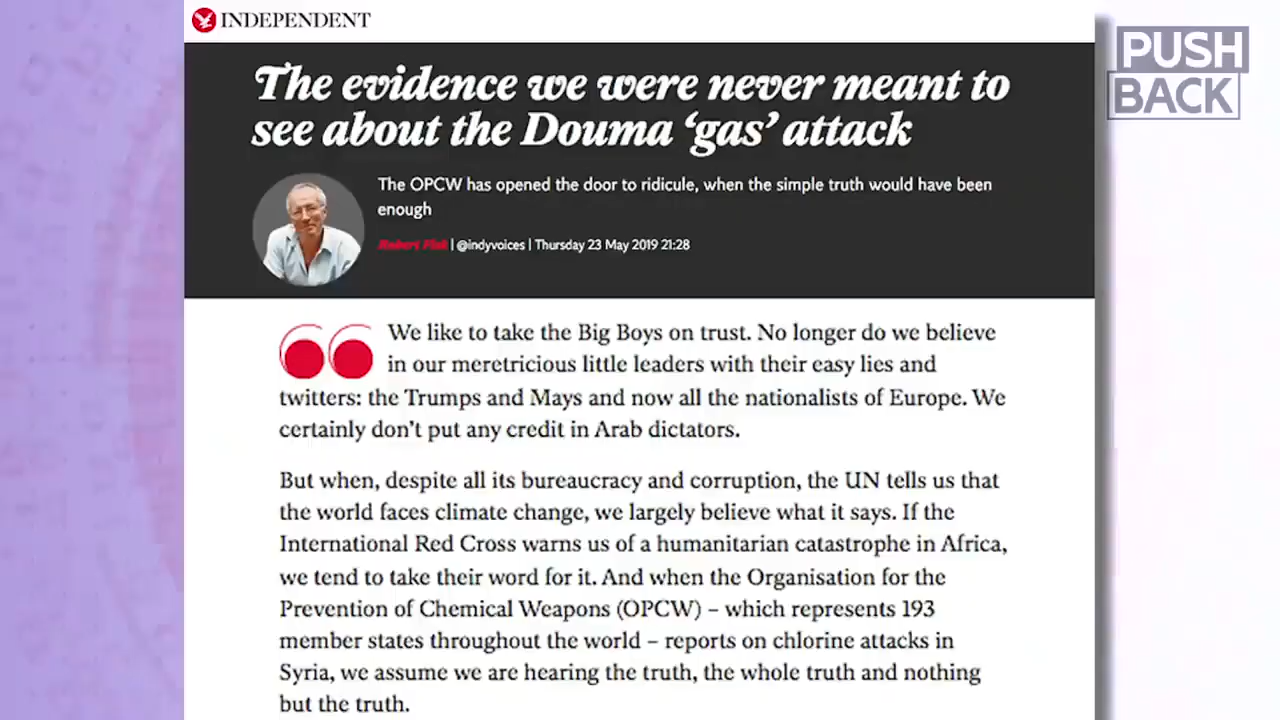 INDEPENDENT
PUSH
BACK
The evidence we were never meant to
see about the Douma ‘gas’ attack
The OPCW has opened the door to ridicule, when the simple truth would have been
enough
Robert Fisk | @indyvoices | Thursday 23 May 2019 21:28
We like to take the Big Boys on trust. No longer do we believe
in our meretricious little leaders with their easy lies and
twitters: the Trumps and Mays and now all the nationalists of Europe. We
certainly don’t put any credit in Arab dictators.
But when, despite all its bureaucracy and corruption, the UN tells us that
the world faces climate change, we largely believe what it says. If the
International Red Cross warns us of a humanitarian catastrophe in Africa,
we tend to take their word for it. And when the Organisation for the
Prevention of Chemical Weapons (OPCW) – which represents 193
member states throughout the world – reports on chlorine attacks in
Syria, we assume we are hearing the truth, the whole truth and nothing
but the truth.